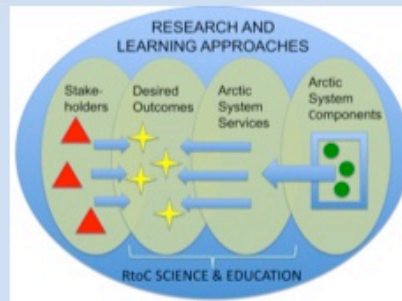 RESEARCH AND
LEARNING APPROACHES
Stake-
holders
Desired
Outcomes
Arctic
System
Services
Arctic
System
Components
RtoC SCIENCE & EDUCATION